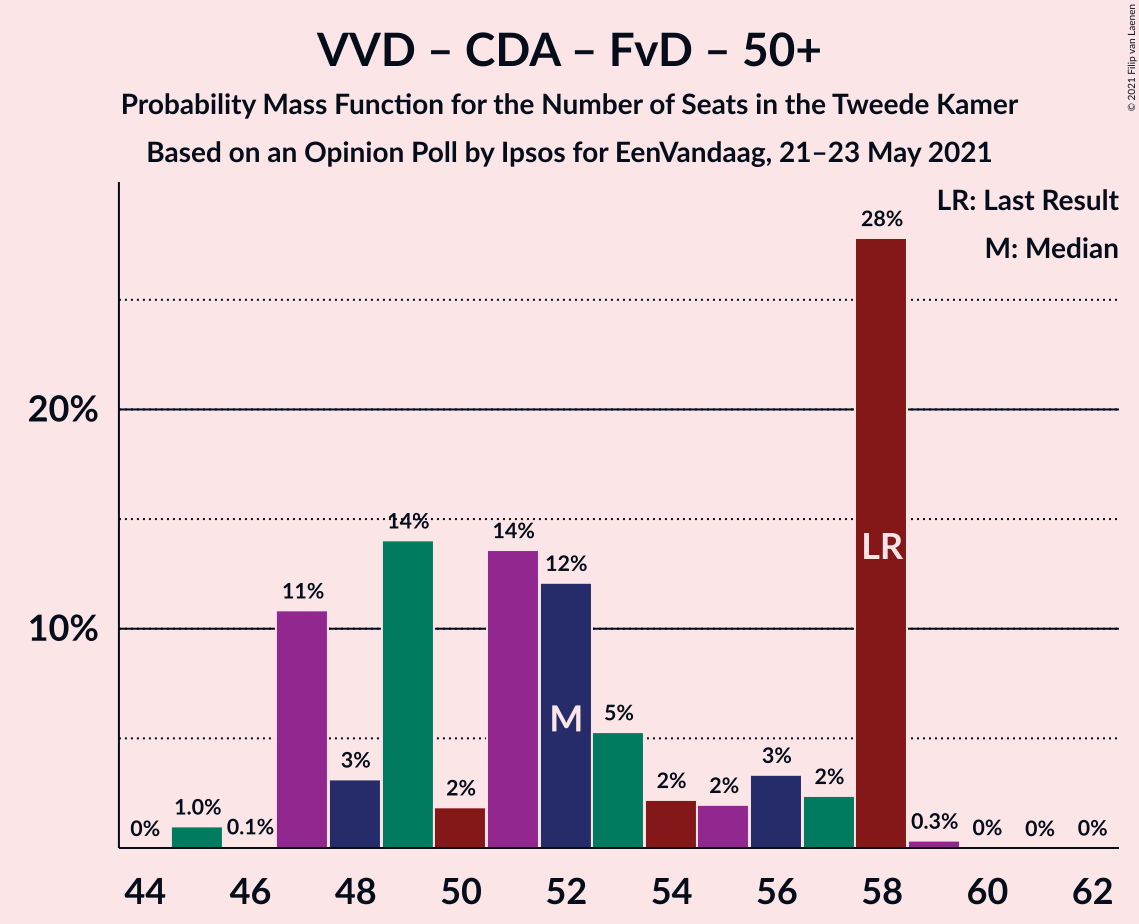 VVD – CDA – FvD – 50+
Probability Mass Function for the Number of Seats in the Tweede Kamer
Based on an Opinion Poll by Ipsos for EenVandaag, 21–23 May 2021
© 2021 Filip van Laenen
LR: Last Result
M: Median
20%
10%
0%
1.0%
0.1%
11%
3%
14%
2%
14%
12%
5%
2%
2%
3%
2%
28%
0.3%
0%
0%
0%
M
LR
44 46 48 50 52 54 56 58 60 62